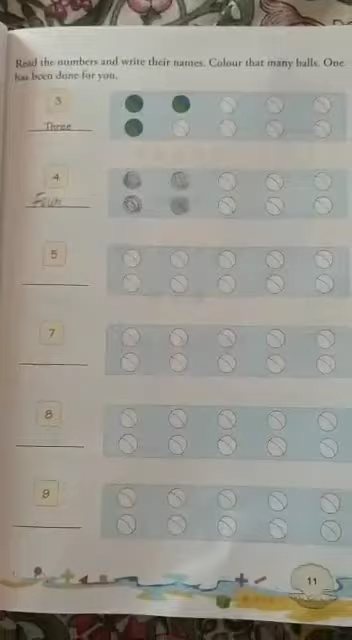 Read the numbers and write their names. Colour that many balls. One
has been done for you.
3
Three
4
Four
5
7
8
9
11